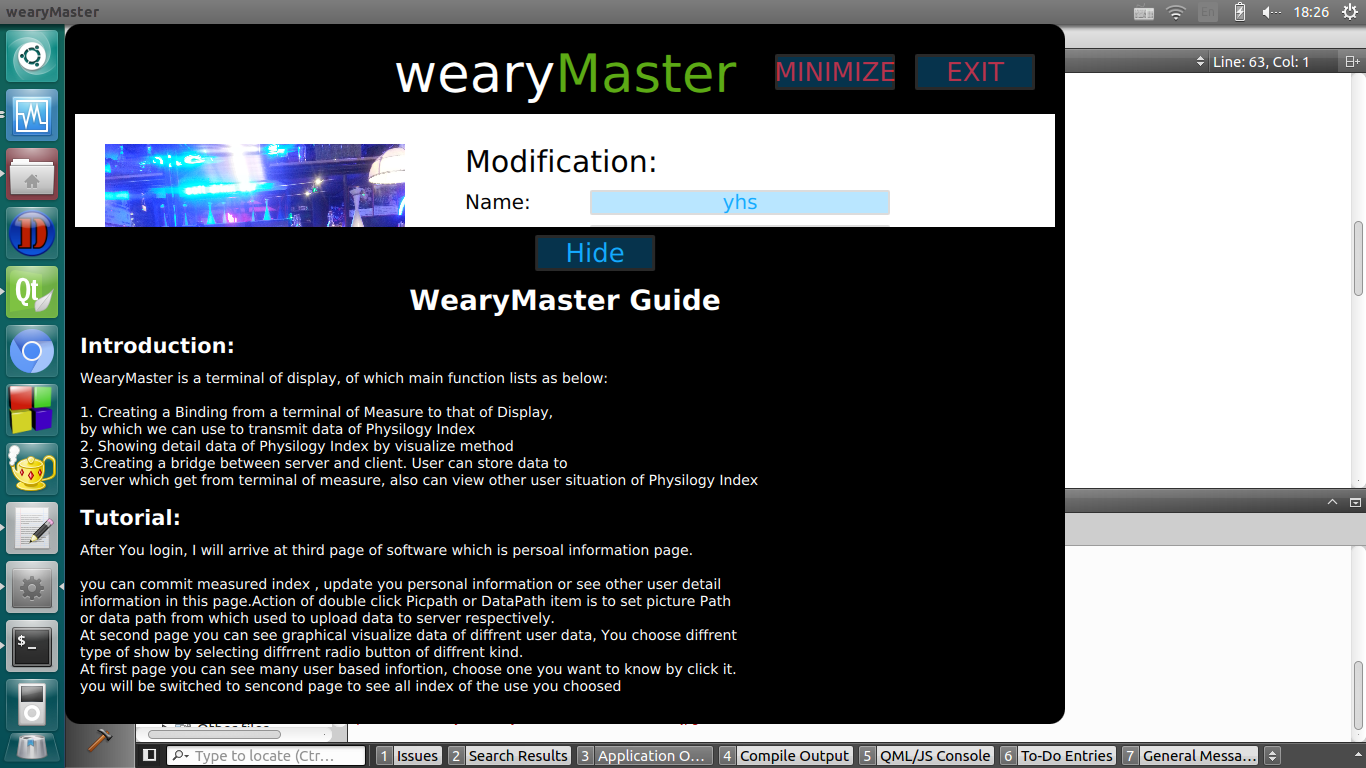 wearyMaster
En
18:26
wearyMaster
MINIMIZE
EXIT
Line: 63, Col: 1
Modification:
Name:
yhs
Hide
WearyMaster Guide
Introduction:
WearyMaster is a terminal of display, of which main function lists as below:
1. Creating a Binding from a terminal of Measure to that of Display,
by which we can use to transmit data of Physilogy Index
2. Showing detail data of Physilogy Index by visualize method
3.Creating a bridge between server and client. User can store data to
server which get from terminal of measure, also can view other user situation of Physilogy Index
Tutorial:
After You login, I will arrive at third page of software which is persoal information page.
you can commit measured index , update you personal information or see other user detail
information in this page.Action of double click Picpath or DataPath item is to set picture Path
or data path from which used to upload data to server respectively.
At second page you can see graphical visualize data of diffrent user data, You choose diffrent
type of show by selecting diffrrent radio button of diffrent kind.
At first page you can see many user based infortion, choose one you want to know by click it.
you will be switched to sencond page to see all index of the use you choosed
Type to locate (Ctr...
1 Issues
2 Search Results
3 Application O...
4 Compile Output
5 QML/JS Console
6 To-Do Entries
7 General Messa...